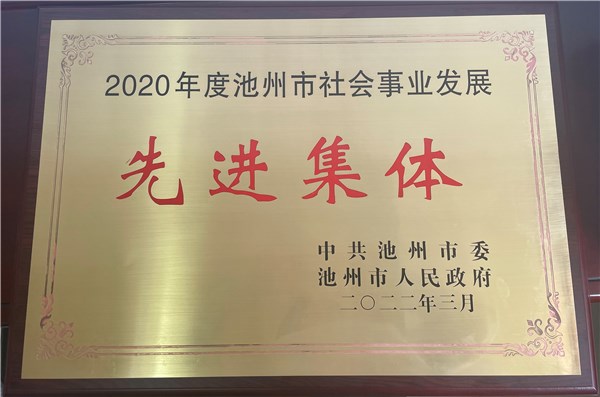 2020年度池州市社会事业发展
先进集体
中共池州市委
池州市人民政府
二〇二二年三月